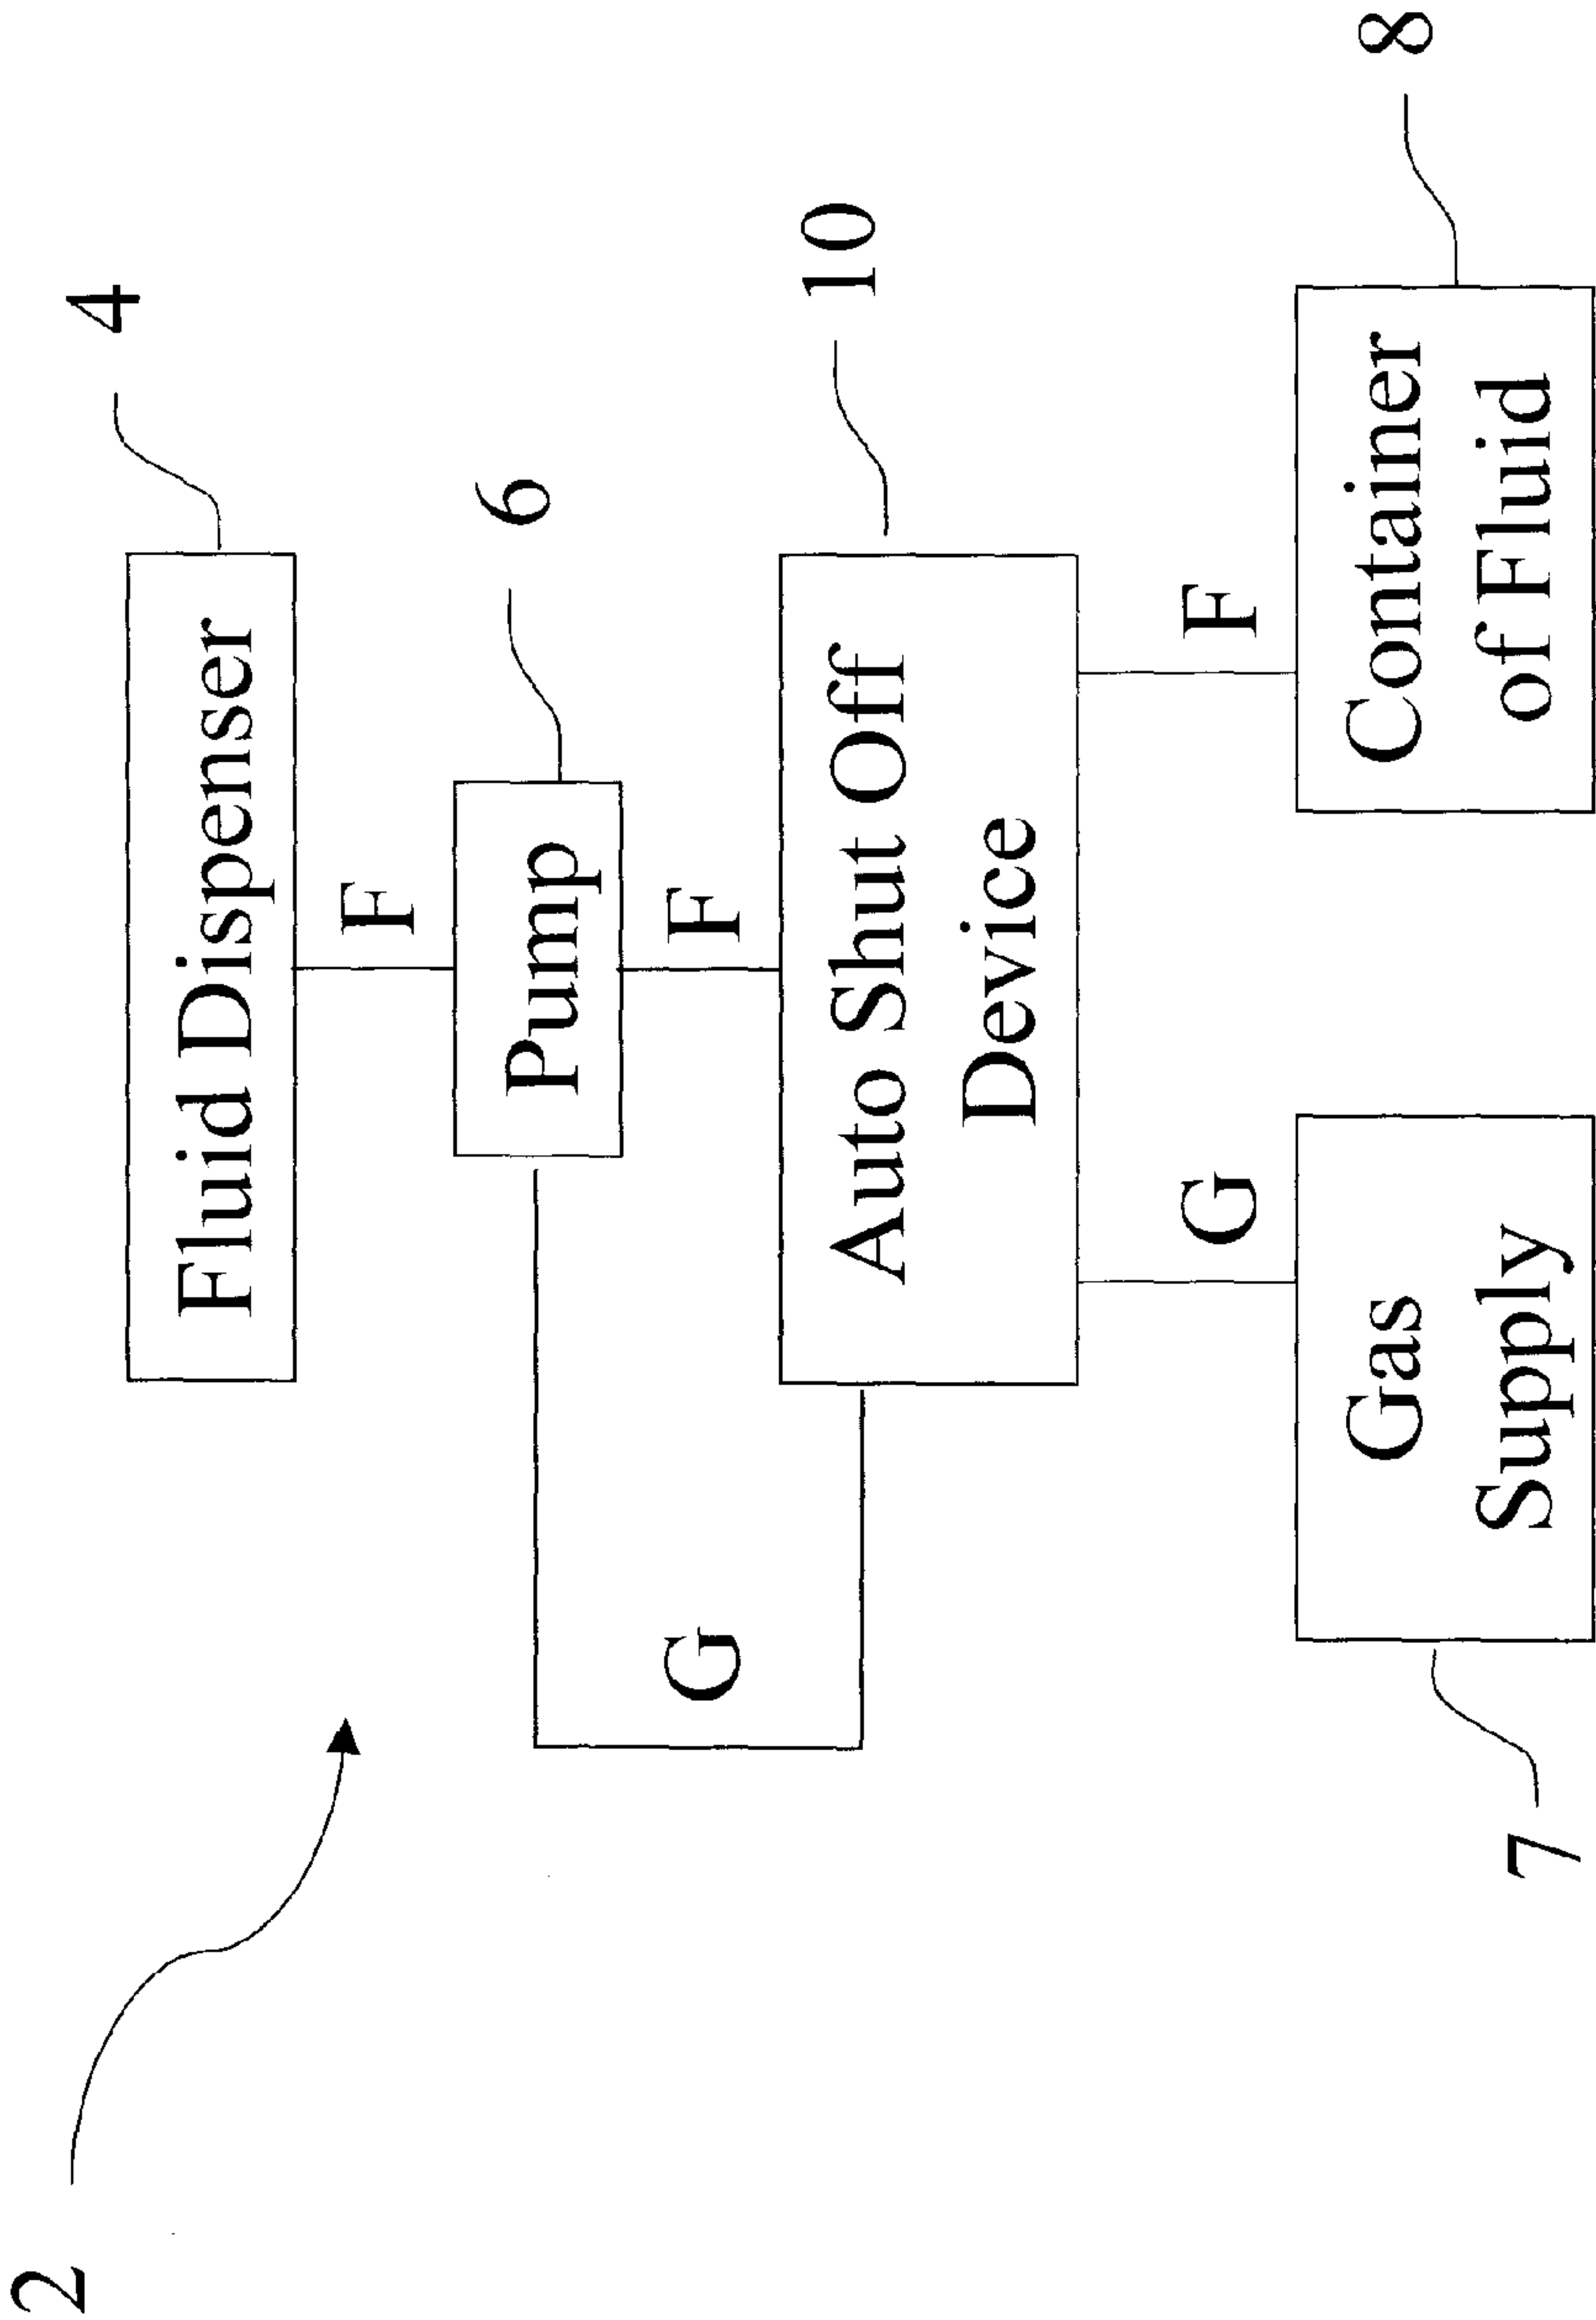 2
4
Fluid Dispenser
F
6
Pump
G
F
10
Auto Shut Off
Device
G
F
8
Gas
Supply
Container
of Fluid
7